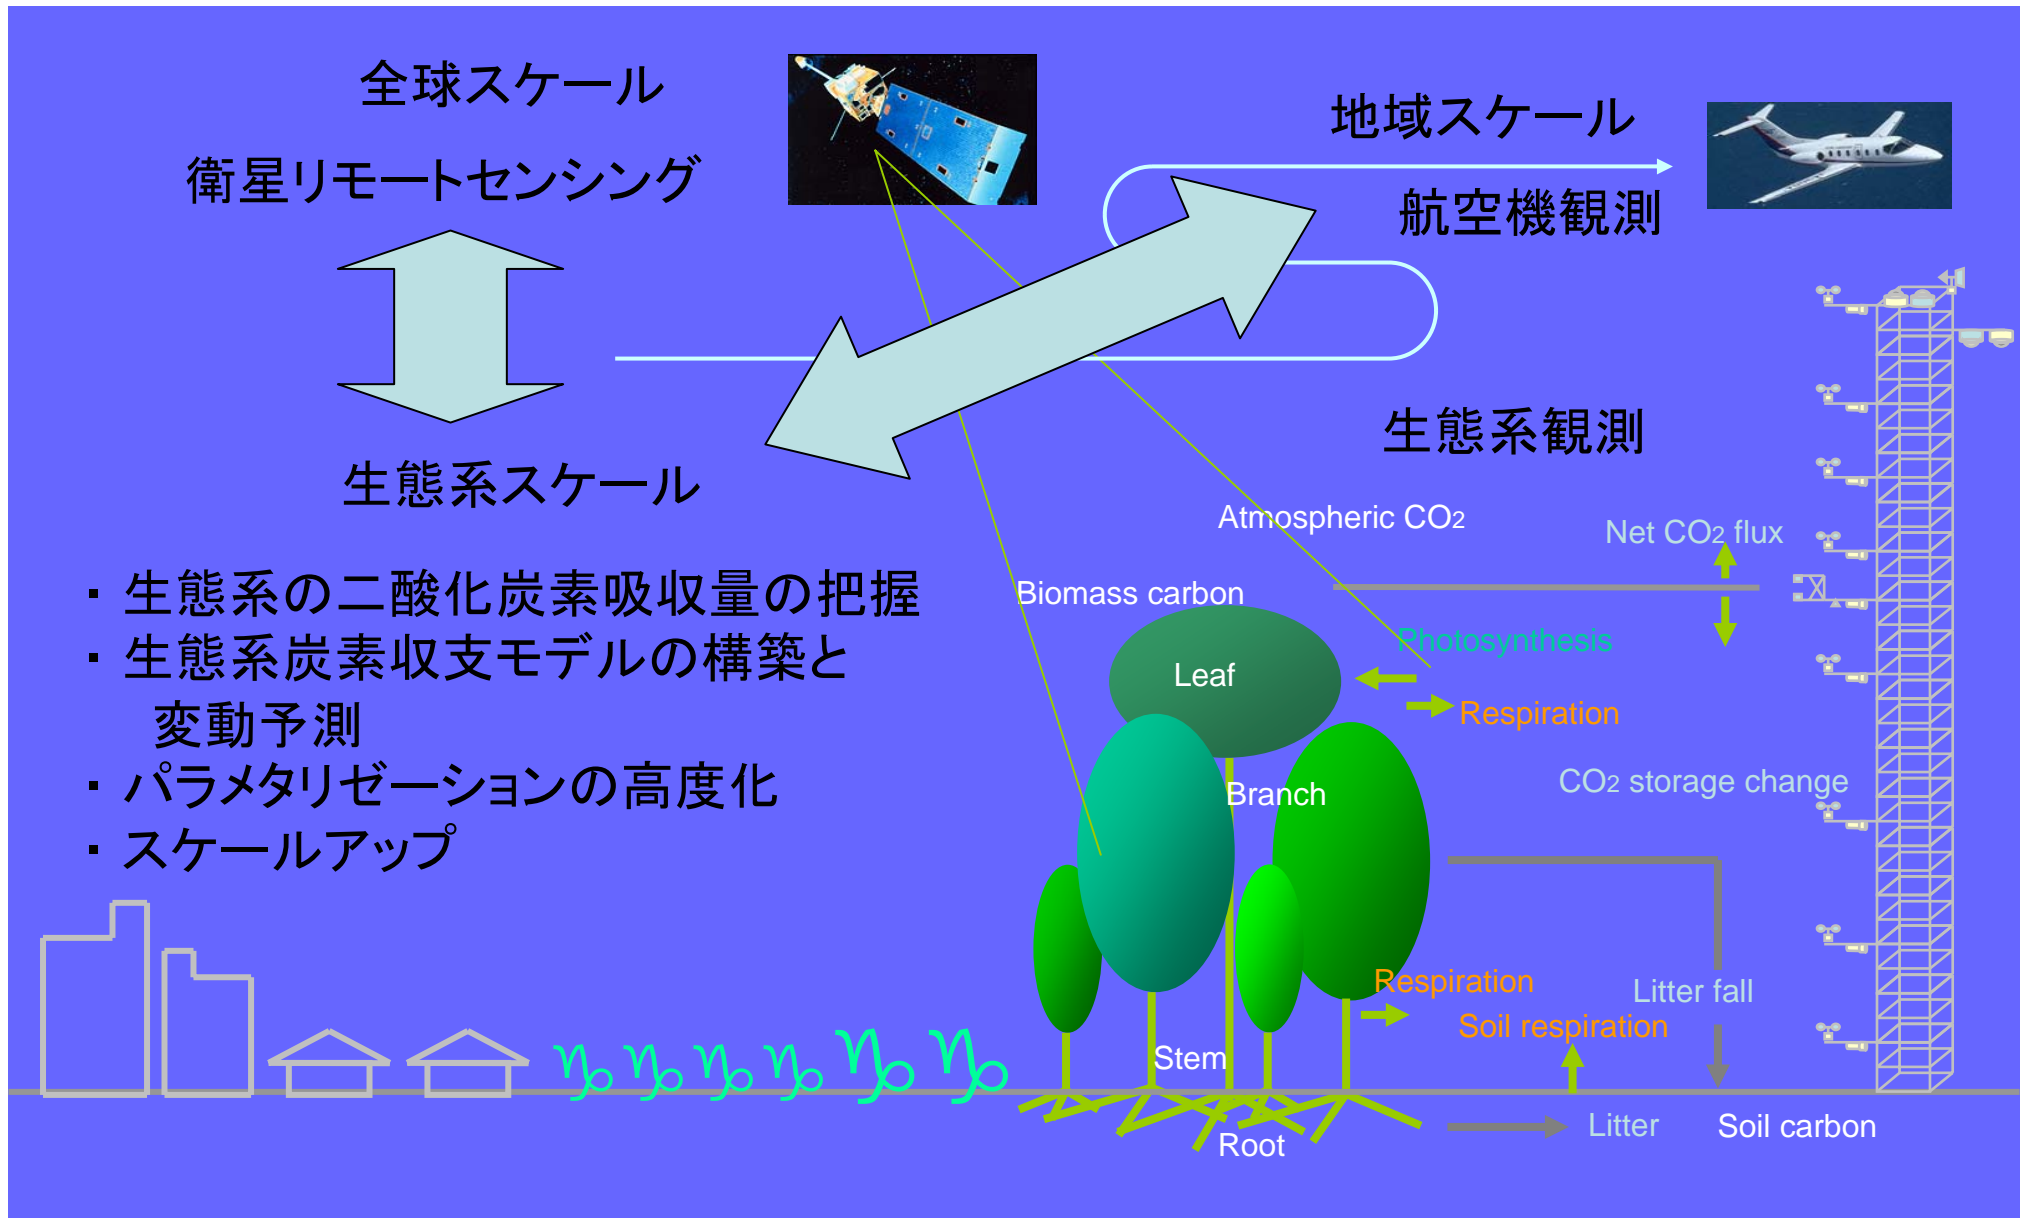 全球スケール
衛星リモートセンシング
地域スケール
航空機観測
生態系観測
生態系スケール
・生態系の二酸化炭素吸収量の把握
・生態系炭素収支モデルの構築と
変動予測
・パラメタリゼーションの高度化
・スケールアップ
Atmospheric CO2
Net CO2 flux
Biomass carbon
Photosynthesis
Leaf
Respiration
Branch
CO2 storage change
Respiration
Litter fall
Soil respiration
Stem
Litter
Soil carbon
Root